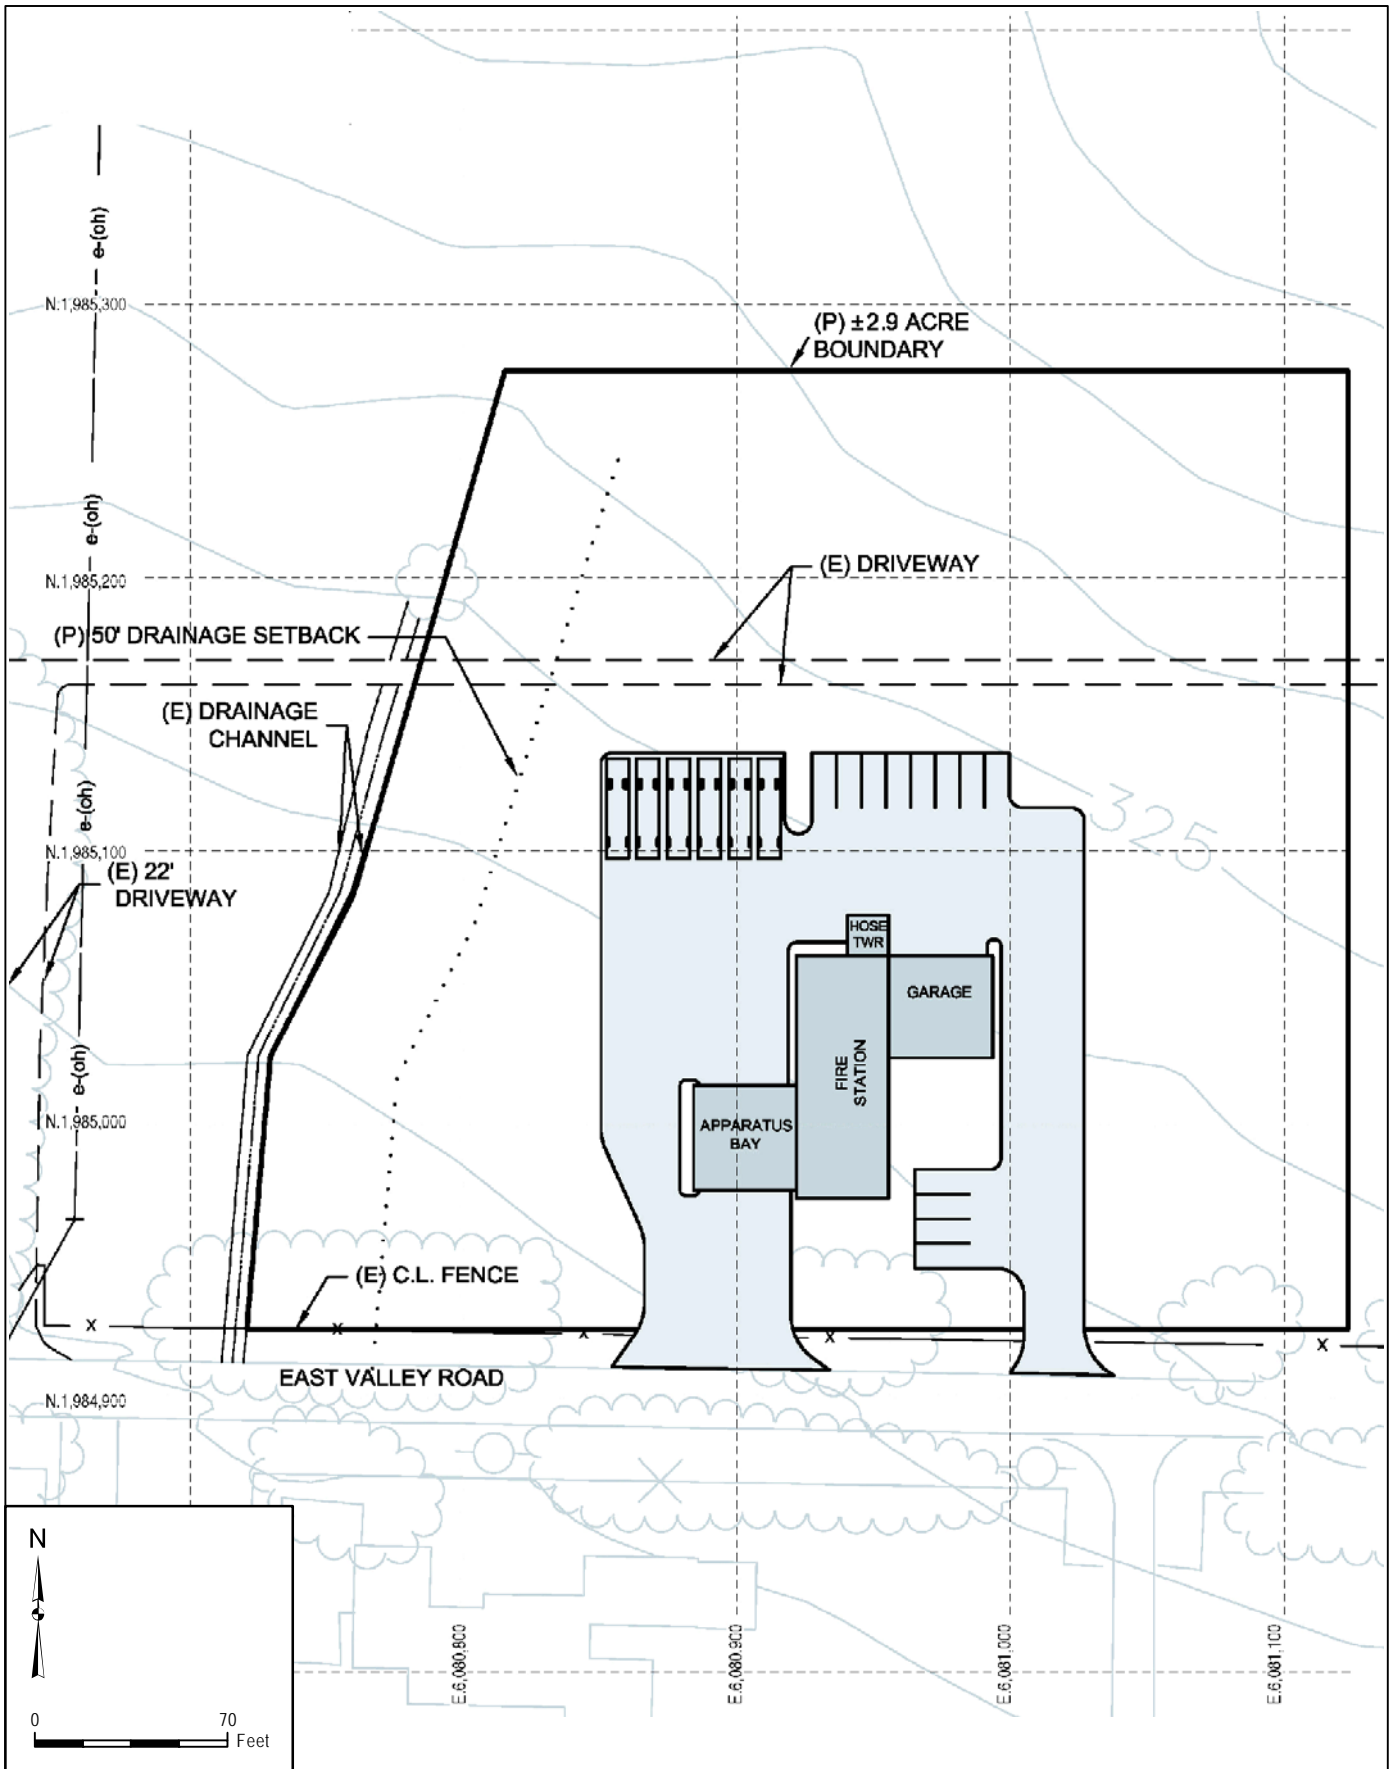 e-(oh)
N.1,985,300
(P) ±2.9 ACRE
BOUNDARY
e-(oh)
(E) DRIVEWAY
N.1,985,200
(P) 50' DRAINAGE SETBACK
(E) DRAINAGE
CHANNEL
e-(oh)
325
N.1,985,100
(E) 22'
DRIVEWAY
HOSE
TWR
GARAGE
e-(oh)
FIRE
STATION
N.1,985,000
APPARATUS
BAY
(E) C.L. FENCE
x
x
x
x
x
EAST VALLEY ROAD
N.1,984,900
N
E.6,080,800
E.6,080,900
E.6,081,000
E.6,081,100
0 70
Feet